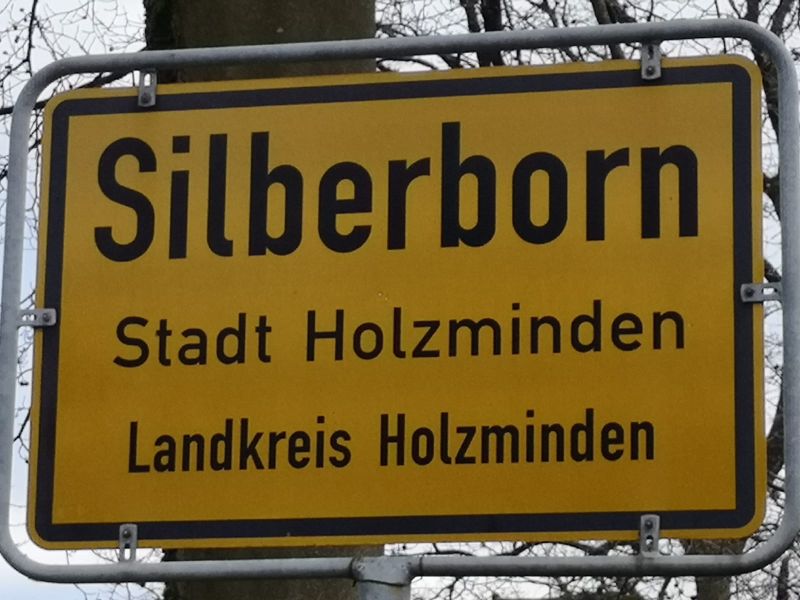 Silberborn
Stadt Holzminden
Landkreis Holzminden